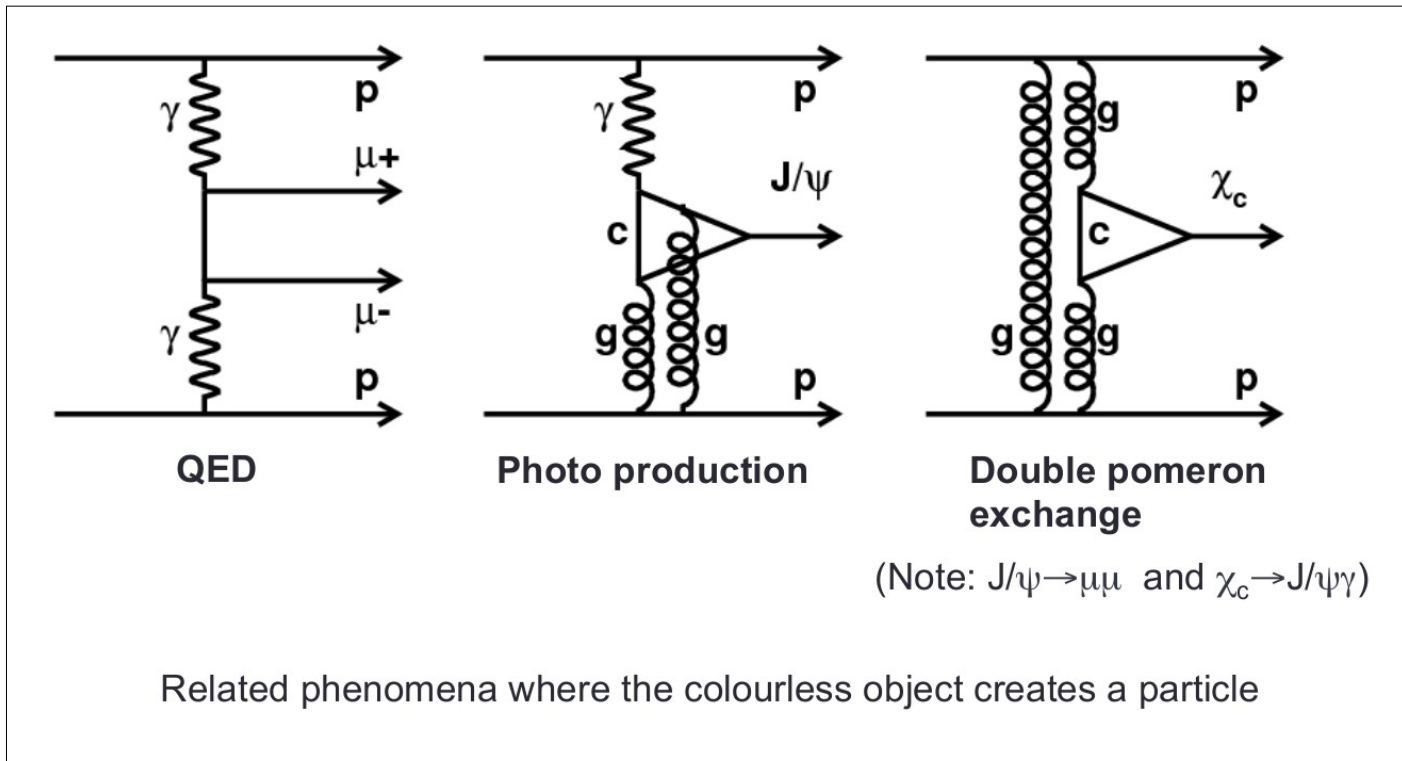 γ
p
μ+
μ-
γ
p
QED
γ
p
J/ψ
c
g
g
p
Photo production
g
p
χc
c
g
g
p
Double pomeron
exchange
(Note: J/ψ→μμ and χc→J/ψγ)
Related phenomena where the colourless object creates a particle